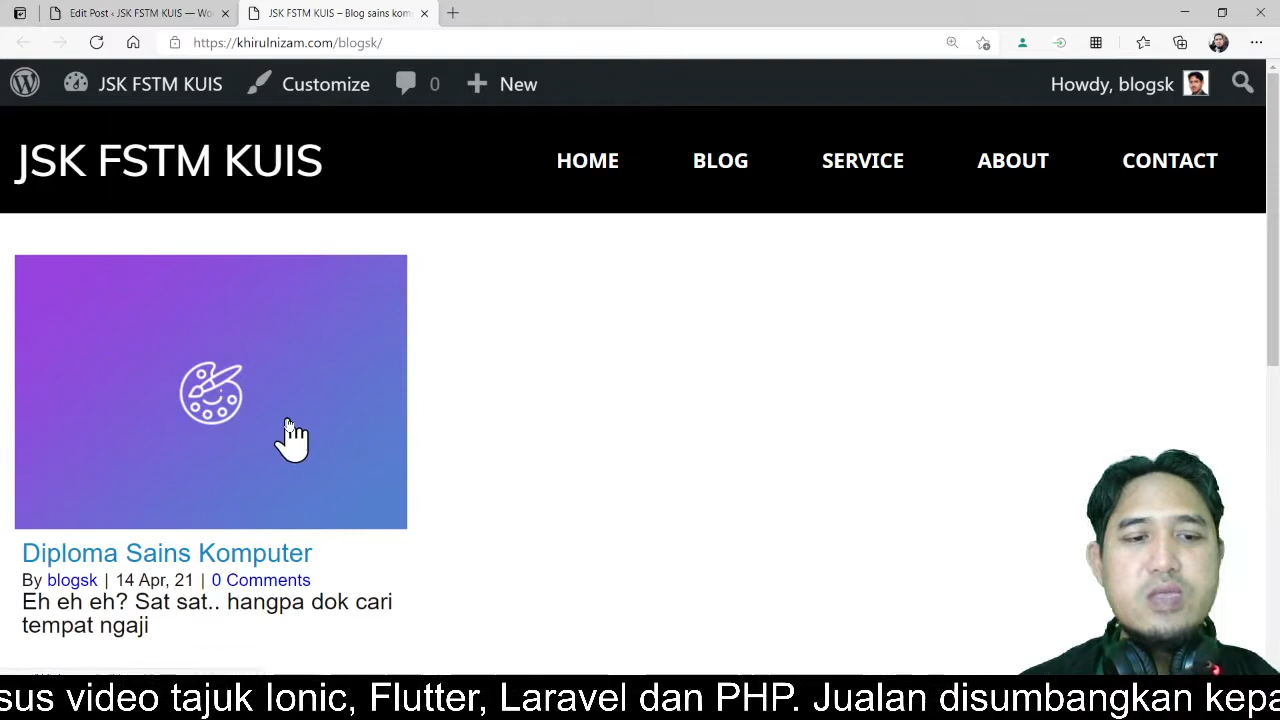 Edit Post ‹ JSK FSTM KUIS — Wo
JSK FSTM KUIS – Blog sains kom
https://khirulnizam.com/blogsk/
JSK FSTM KUIS
Customize
0
New
Howdy, blogsk
JSK FSTM KUIS
HOME
BLOG
SERVICE
ABOUT
CONTACT
Diploma Sains Komputer
By blogsk | 14 Apr, 21 | 0 Comments
Eh eh eh? Sat sat.. hangpa dok cari
tempat ngaji
sus video tajuk Ionic, Flutter, Laravel dan PHP. Jualan disumbangkan kepa